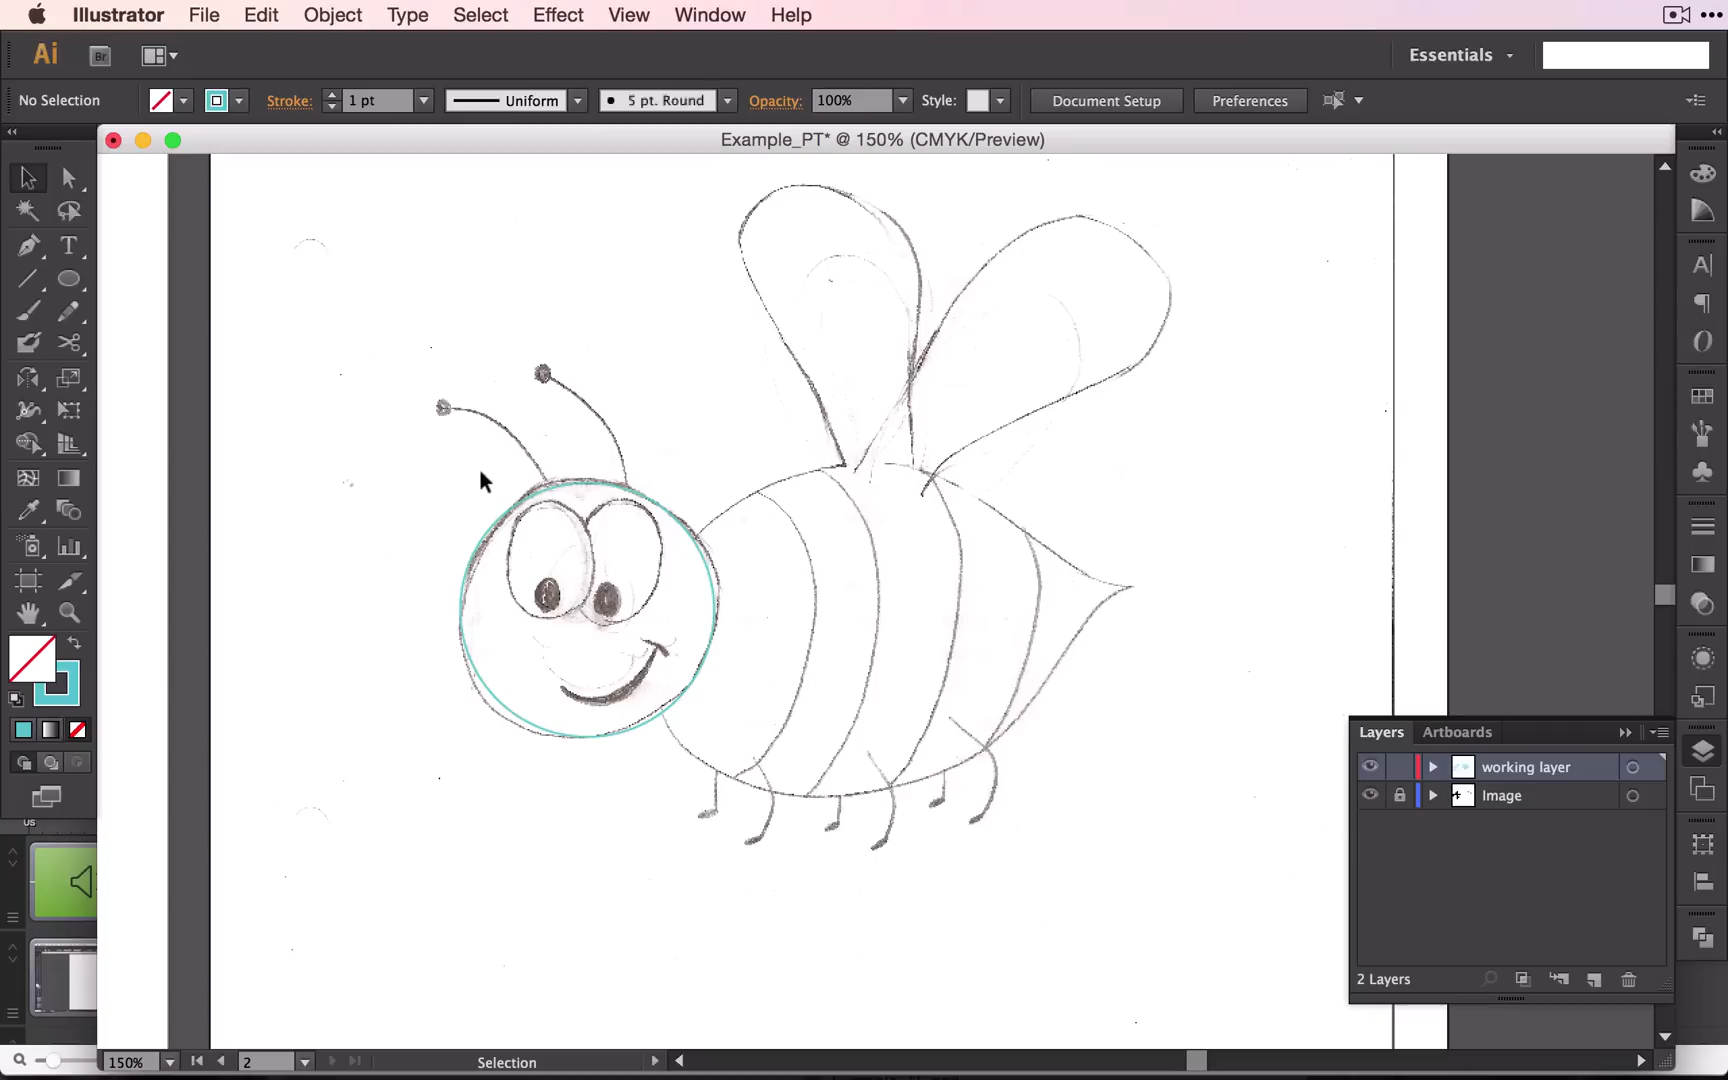 Illustrator File Edit Object Type Select Effect View Window Help
Ai Br Essentials
No Selection Stroke: 1 pt Uniform 5 pt. Round Opacity: 100% Style: Document Setup Preferences
Example_PT* @ 150% (CMYK/Preview)
Layers Artboards
working layer
Image
2 Layers
US
150% 2 Selection